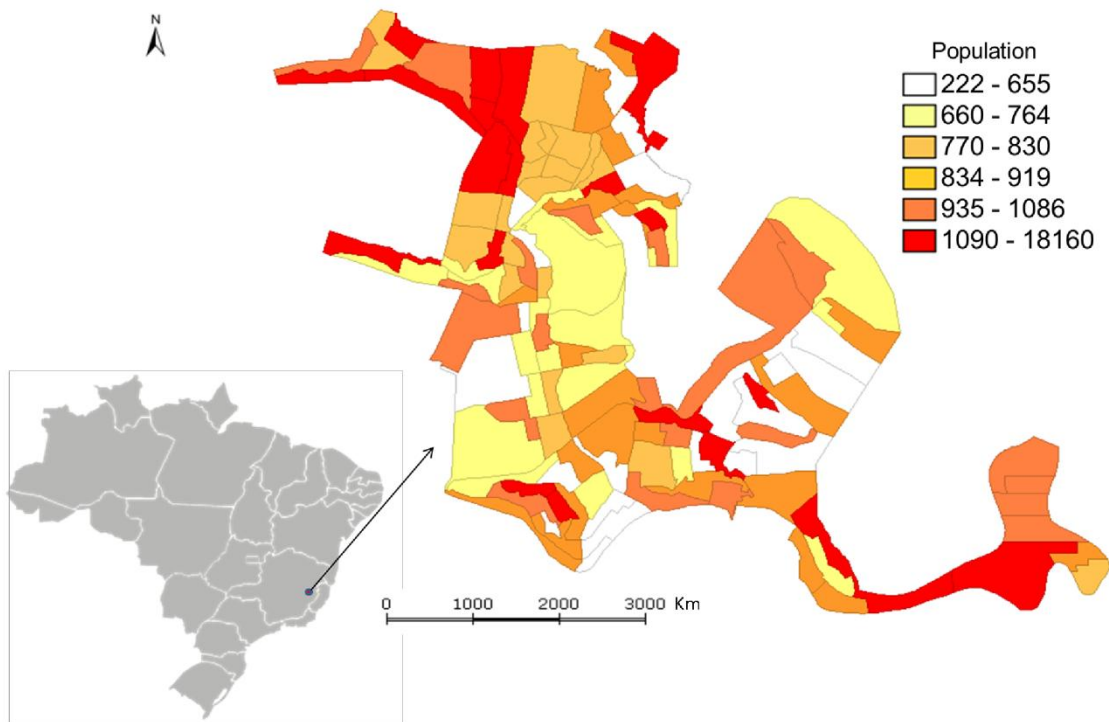 N
Population
222 - 655
660 - 764
770 - 830
834 - 919
935 - 1086
1090 - 18160
0 1000 2000 3000 Km